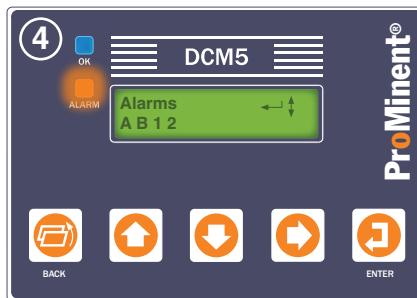 4
OK
DCM5
ALARM
Alarms
A B 1 2
ProMinent®
BACK
ENTER